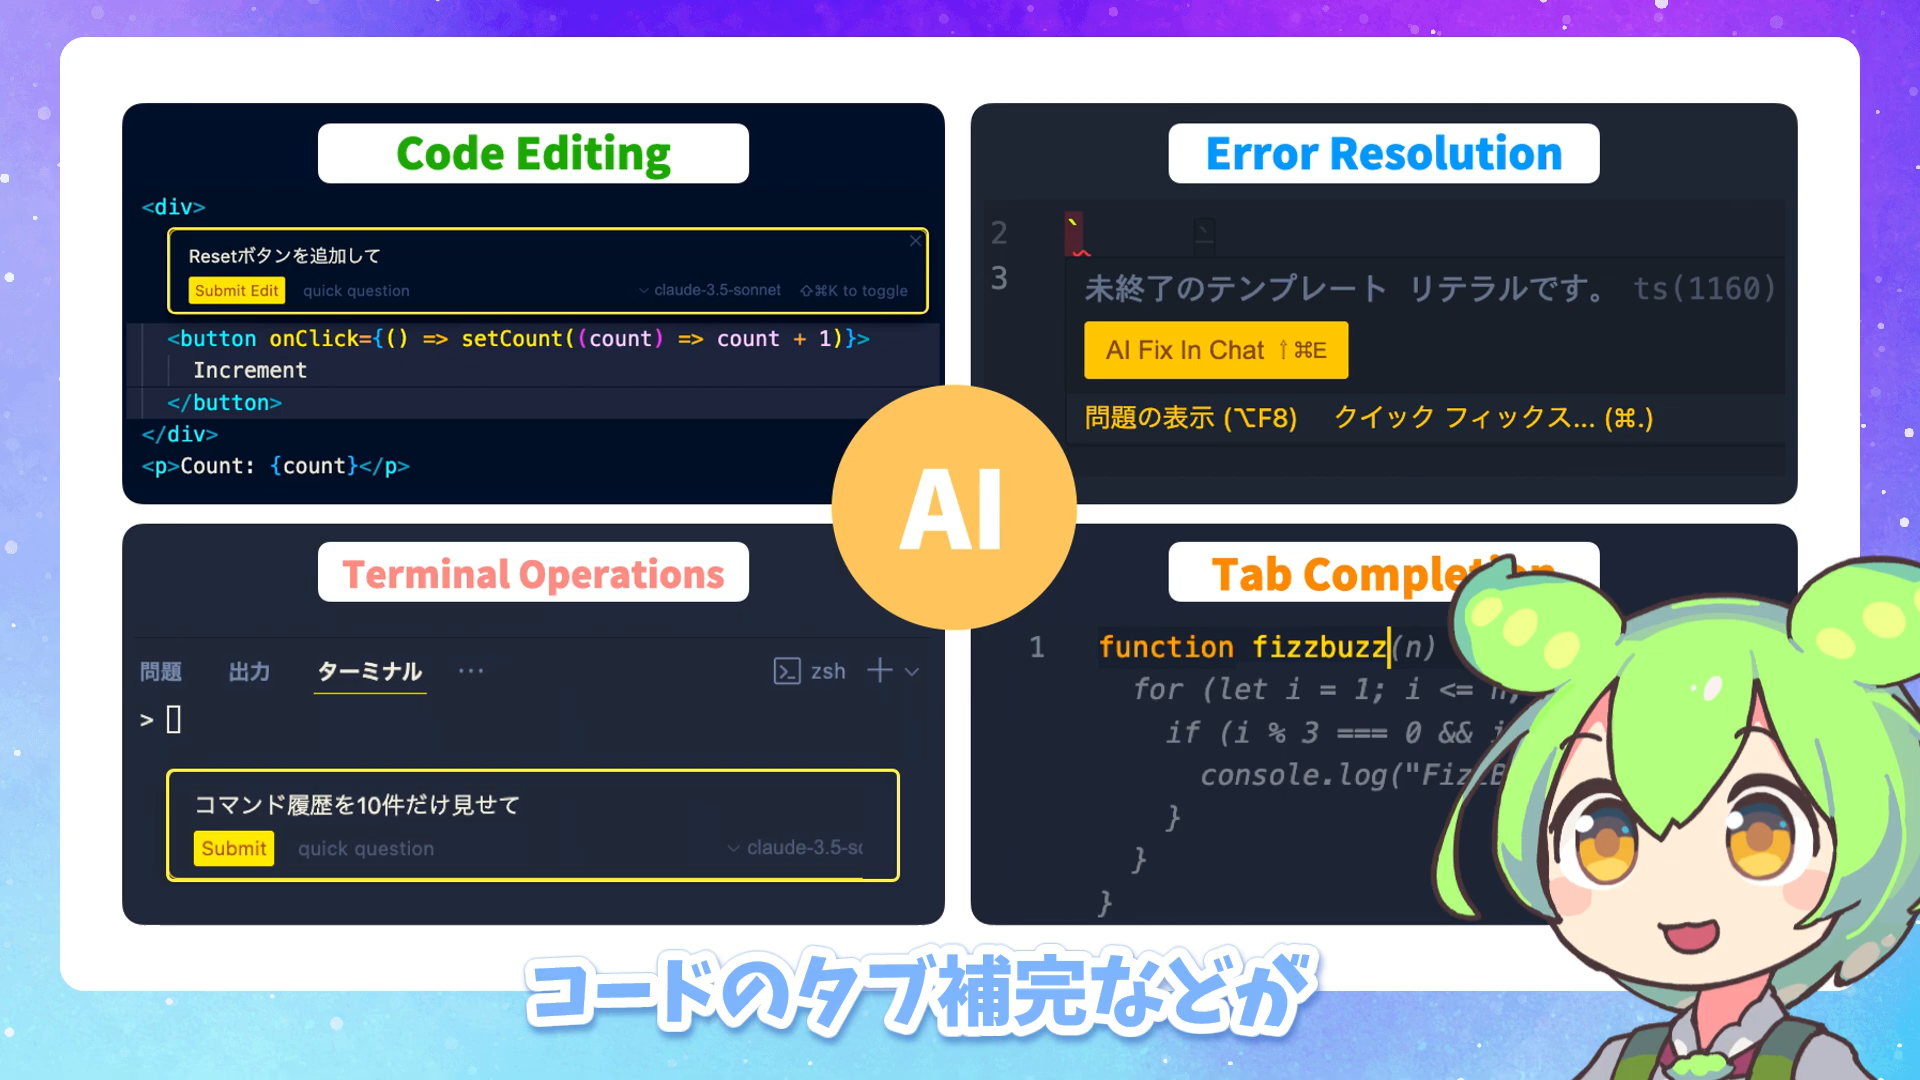 Code Editing
<div>
Resetボタンを追加して
Submit Edit quick question claude-3.5-sonnet ⇧⌘K to toggle
<button onClick={() => setCount((count) => count + 1)}>
Increment
</button>
</div>
<p>Count: {count}</p>
Error Resolution
2 `
3
未終了のテンプレート リテラルです。 ts(1160)
AI Fix In Chat ⇧⌘E
問題の表示 (⌥F8) クイック フィックス... (⌘.)
AI
Terminal Operations
問題 出力 ターミナル ··· zsh
>
コマンド履歴を10件だけ見せて
Submit quick question claude-3.5-so
Tab Completion
1 function fizzbuzz(n)
for (let i = 1; i <= n;
if (i % 3 === 0 && i
console.log("FizzB
}
}
}
コードのタブ補完などが